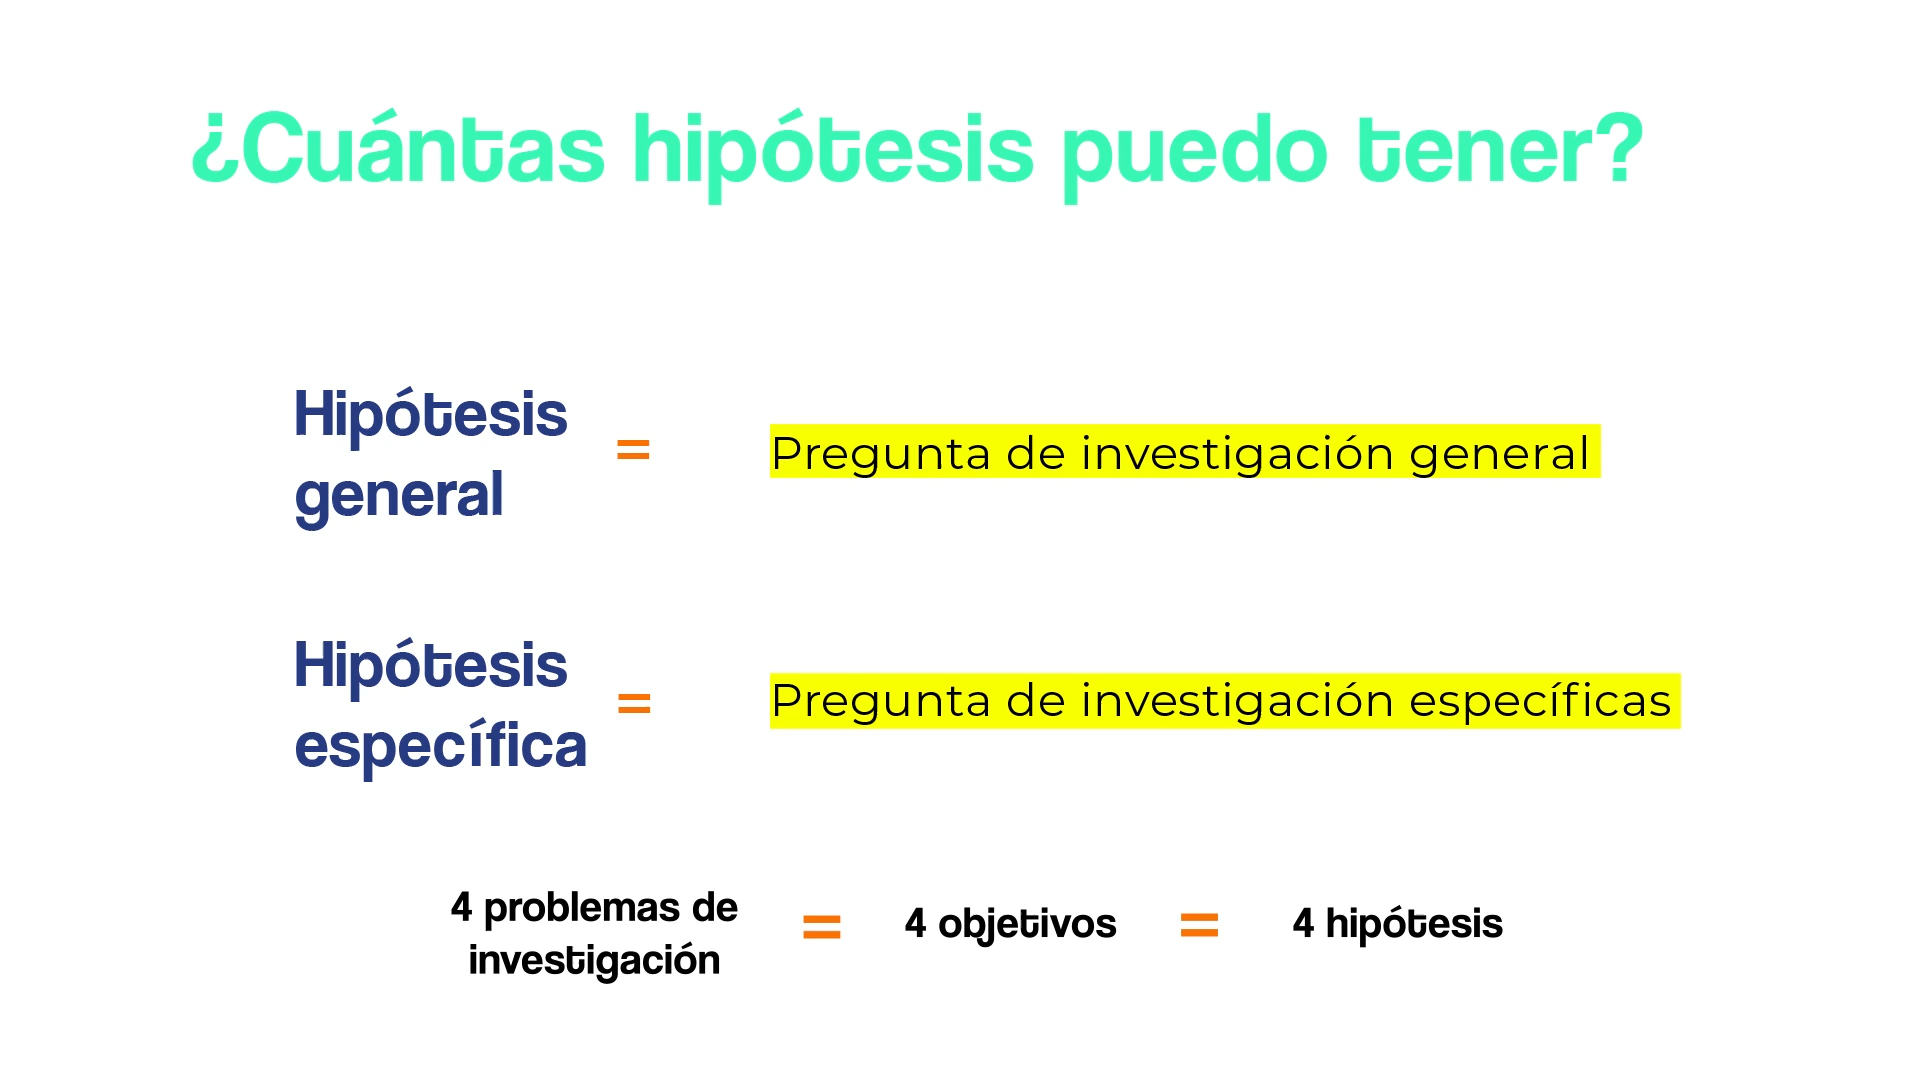 ¿Cuántas hipótesis puedo tener?
Hipótesis
general
=
Pregunta de investigación general
Hipótesis
específica
=
Pregunta de investigación específicas
4 problemas de
investigación
=
4 objetivos
=
4 hipótesis